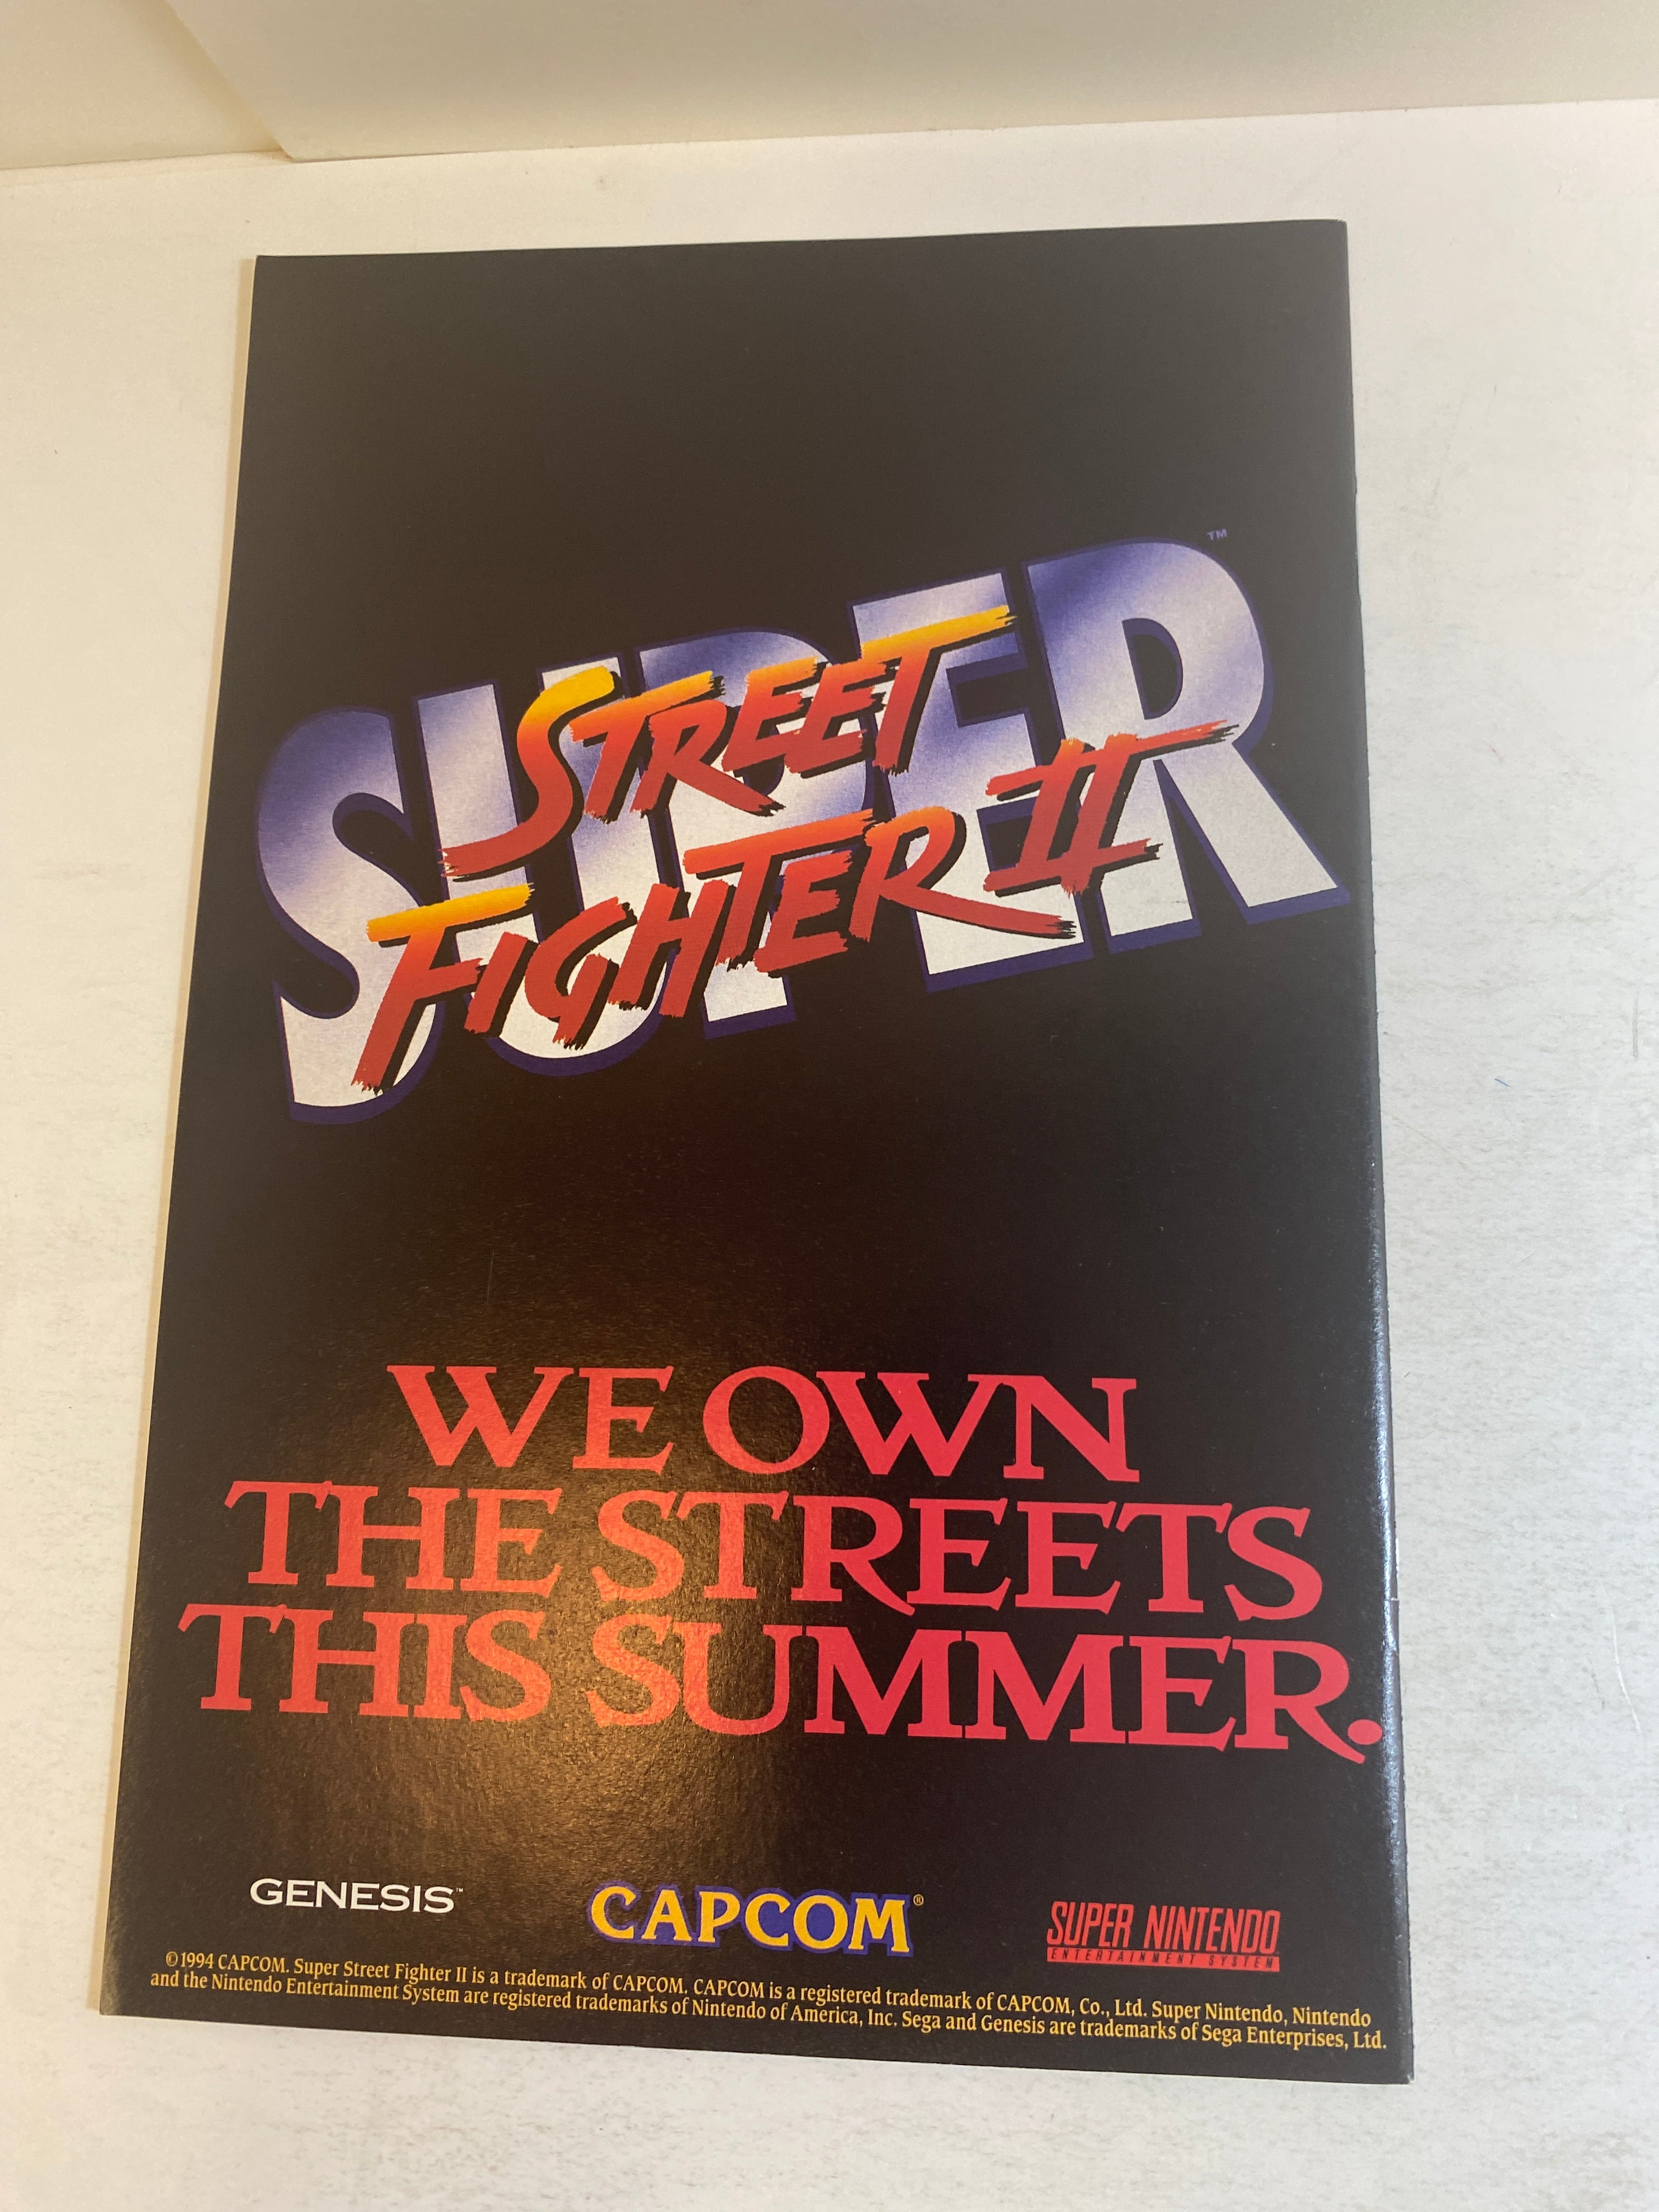 SUPER™
STREET
FIGHTER II
WE OWN
THE STREETS
THIS SUMMER.
GENESIS™
CAPCOM®
SUPER NINTENDO
ENTERTAINMENT SYSTEM
©1994 CAPCOM. Super Street Fighter II is a trademark of CAPCOM. CAPCOM is a registered trademark of CAPCOM, Co., Ltd. Super Nintendo, Nintendo
and the Nintendo Entertainment System are registered trademarks of Nintendo of America, Inc. Sega and Genesis are trademarks of Sega Enterprises, Ltd.